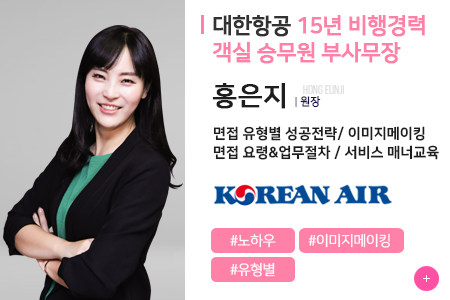 대한항공 15년 비행경력
객실 승무원 부사무장
HONG EUNJI
홍은지 | 원장
면접 유형별 성공전략/ 이미지메이킹
면접 요령&업무절차 / 서비스 매너교육
KOREAN AIR
#노하우 #이미지메이킹
#유형별
+